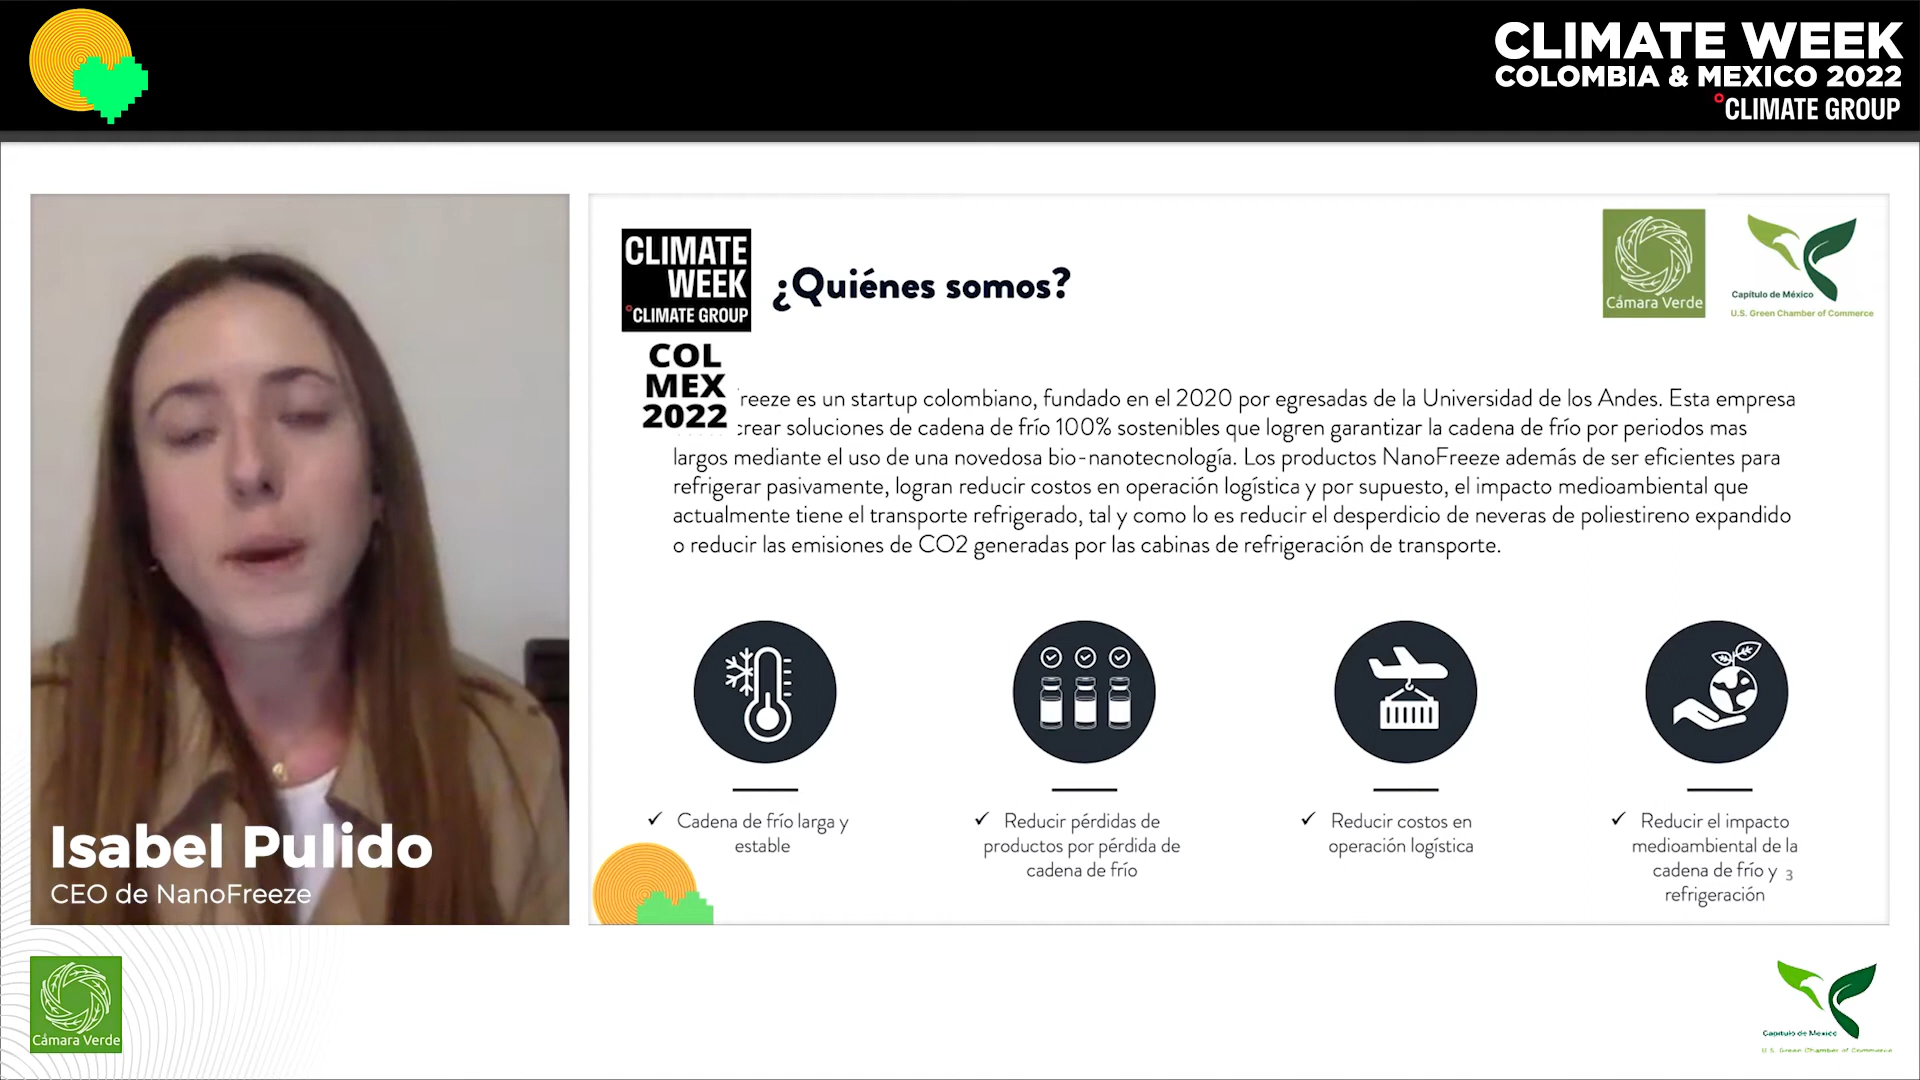 CLIMATE WEEK
COLOMBIA & MEXICO 2022
°CLIMATE GROUP
CLIMATE
WEEK
°CLIMATE GROUP
COL
MEX
2022
¿Quiénes somos?
Cámara Verde
Capítulo de México
U.S. Green Chamber of Commerce
reeze es un startup colombiano, fundado en el 2020 por egresadas de la Universidad de los Andes. Esta empresa
crear soluciones de cadena de frío 100% sostenibles que logren garantizar la cadena de frío por periodos mas
largos mediante el uso de una novedosa bio-nanotecnología. Los productos NanoFreeze además de ser eficientes para
refrigerar pasivamente, logran reducir costos en operación logística y por supuesto, el impacto medioambiental que
actualmente tiene el transporte refrigerado, tal y como lo es reducir el desperdicio de neveras de poliestireno expandido
o reducir las emisiones de CO2 generadas por las cabinas de refrigeración de transporte.
✓ Cadena de frío larga y
estable
✓ Reducir pérdidas de
productos por pérdida de
cadena de frío
✓ Reducir costos en
operación logística
✓ Reducir el impacto
medioambiental de la
cadena de frío y
refrigeración
3
Isabel Pulido
CEO de NanoFreeze
Cámara Verde
Capítulo de México
U.S. Green Chamber of Commerce